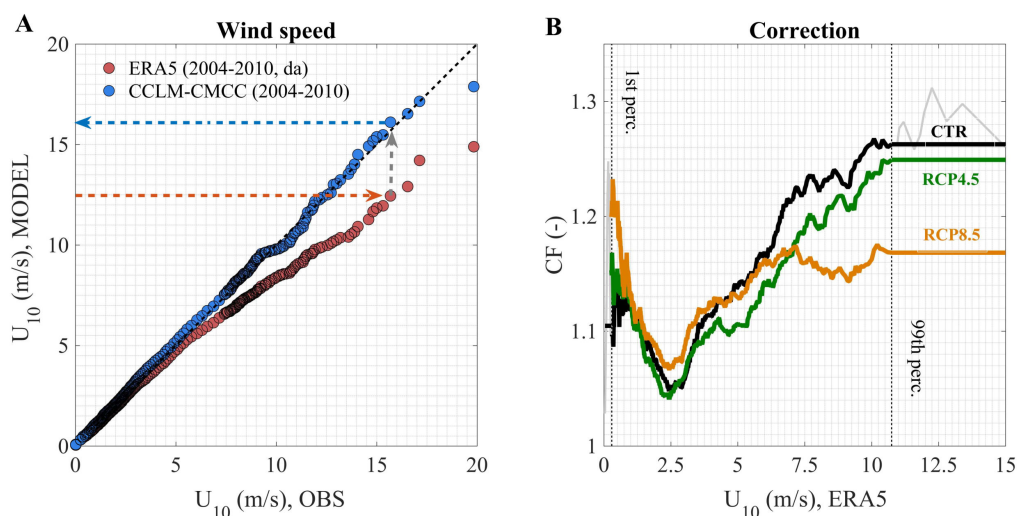 A
Wind speed
20
15
10
5
0
0
5
10
15
20
U10 (m/s), MODEL
U10 (m/s), OBS
ERA5 (2004-2010, da)
CCLM-CMCC (2004-2010)
B
Correction
1.3
1.2
1.1
1
0
2.5
5
7.5
10
12.5
15
CF (-)
U10 (m/s), ERA5
1st perc.
99th perc.
CTR
RCP4.5
RCP8.5